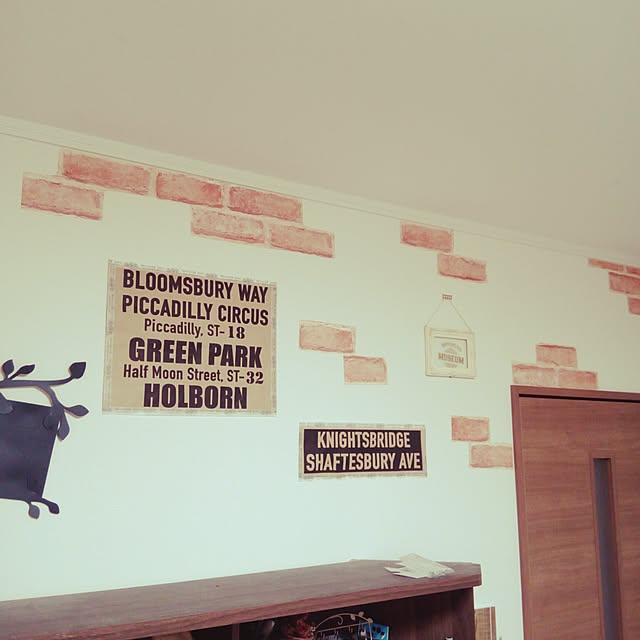 BLOOMSBURY WAY
PICCADILLY CIRCUS
Piccadilly, ST-18
GREEN PARK
Half Moon Street, ST-32
HOLBORN
MUSEUM
KNIGHTSBRIDGE
SHAFTESBURY AVE